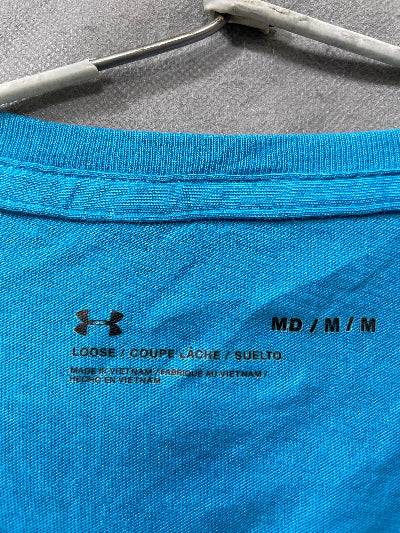 MD / M / M
LOOSE / COUPE LÂCHE / SUELTO
MADE IN VIETNAM / FABRIQUÉ AU VIETNAM /
HECHO EN VIETNAM